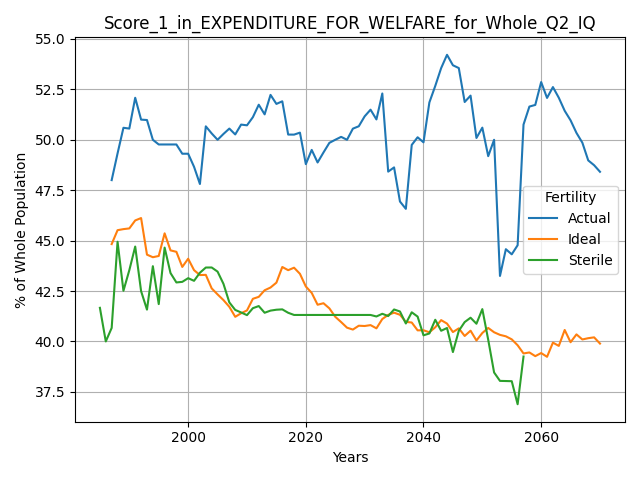 Score_1_in_EXPENDITURE_FOR_WELFARE_for_Whole_Q2_IQ
55.0
52.5
50.0
47.5
45.0
42.5
40.0
37.5
% of Whole Population
Fertility
Actual
Ideal
Sterile
2000
2020
2040
2060
Years